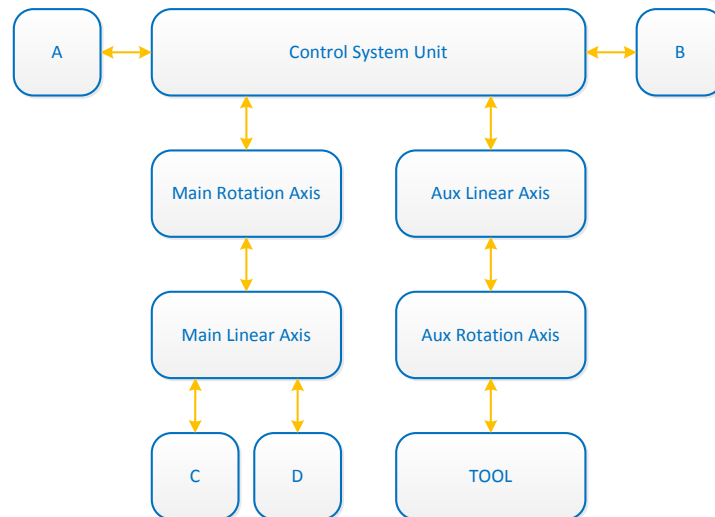 A
Control System Unit
B
Main Rotation Axis
Aux Linear Axis
Main Linear Axis
Aux Rotation Axis
C
D
TOOL